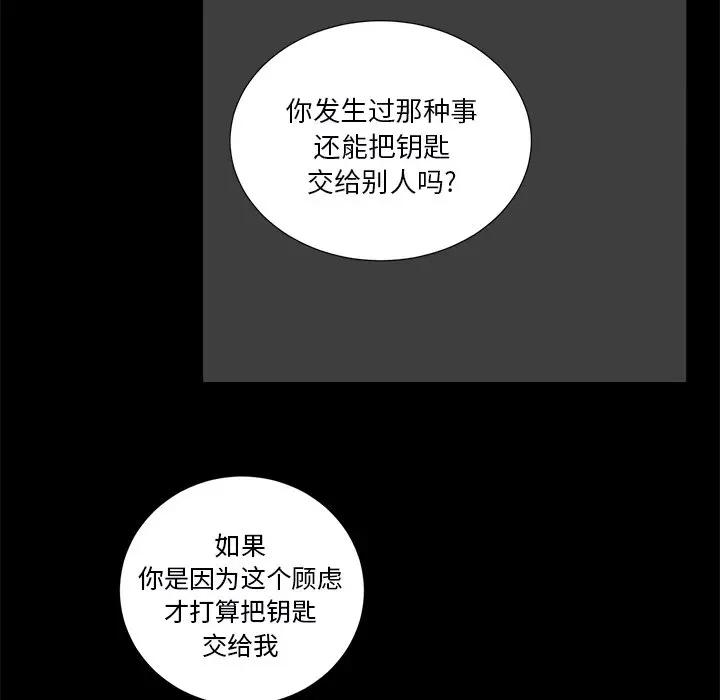 你发生过那种事
还能把钥匙
交给别人吗?
如果
你是因为这个顾虑
才打算把钥匙
交给我